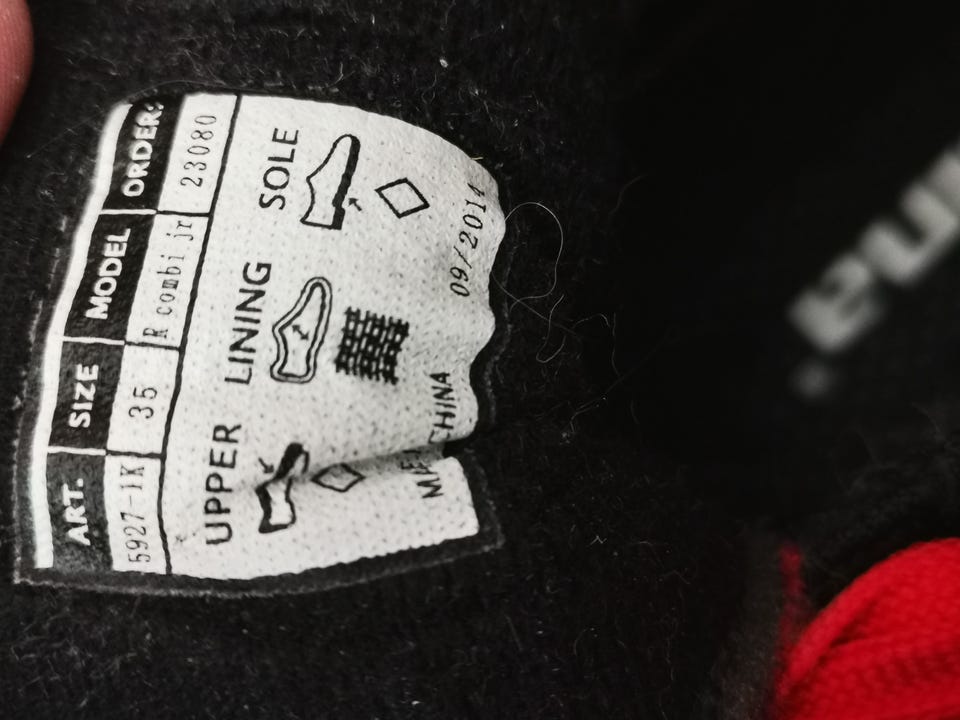 ART. SIZE MODEL ORDER:
5927-1K 35 R combi jr 23080
UPPER LINING SOLE
CHINA 09/2014